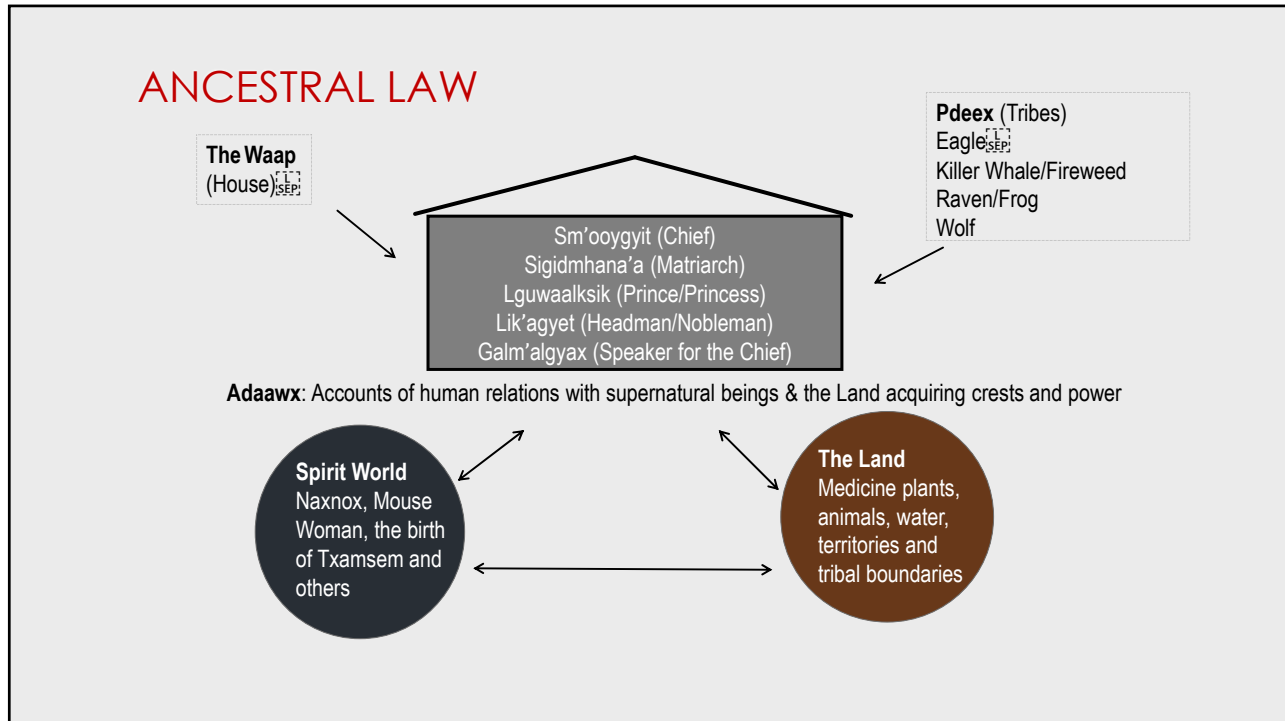 ANCESTRAL LAW
The Waap
(House)
Pdeex (Tribes)
Eagle
Killer Whale/Fireweed
Raven/Frog
Wolf
Sm’ooygyit (Chief)
Sigidmhana’a (Matriarch)
Lguwaalksik (Prince/Princess)
Lik’agyet (Headman/Nobleman)
Galm’algyax (Speaker for the Chief)
Adaawx: Accounts of human relations with supernatural beings & the Land acquiring crests and power
Spirit World
Naxnox, Mouse
Woman, the birth
of Txamsem and
others
The Land
Medicine plants,
animals, water,
territories and
tribal boundaries